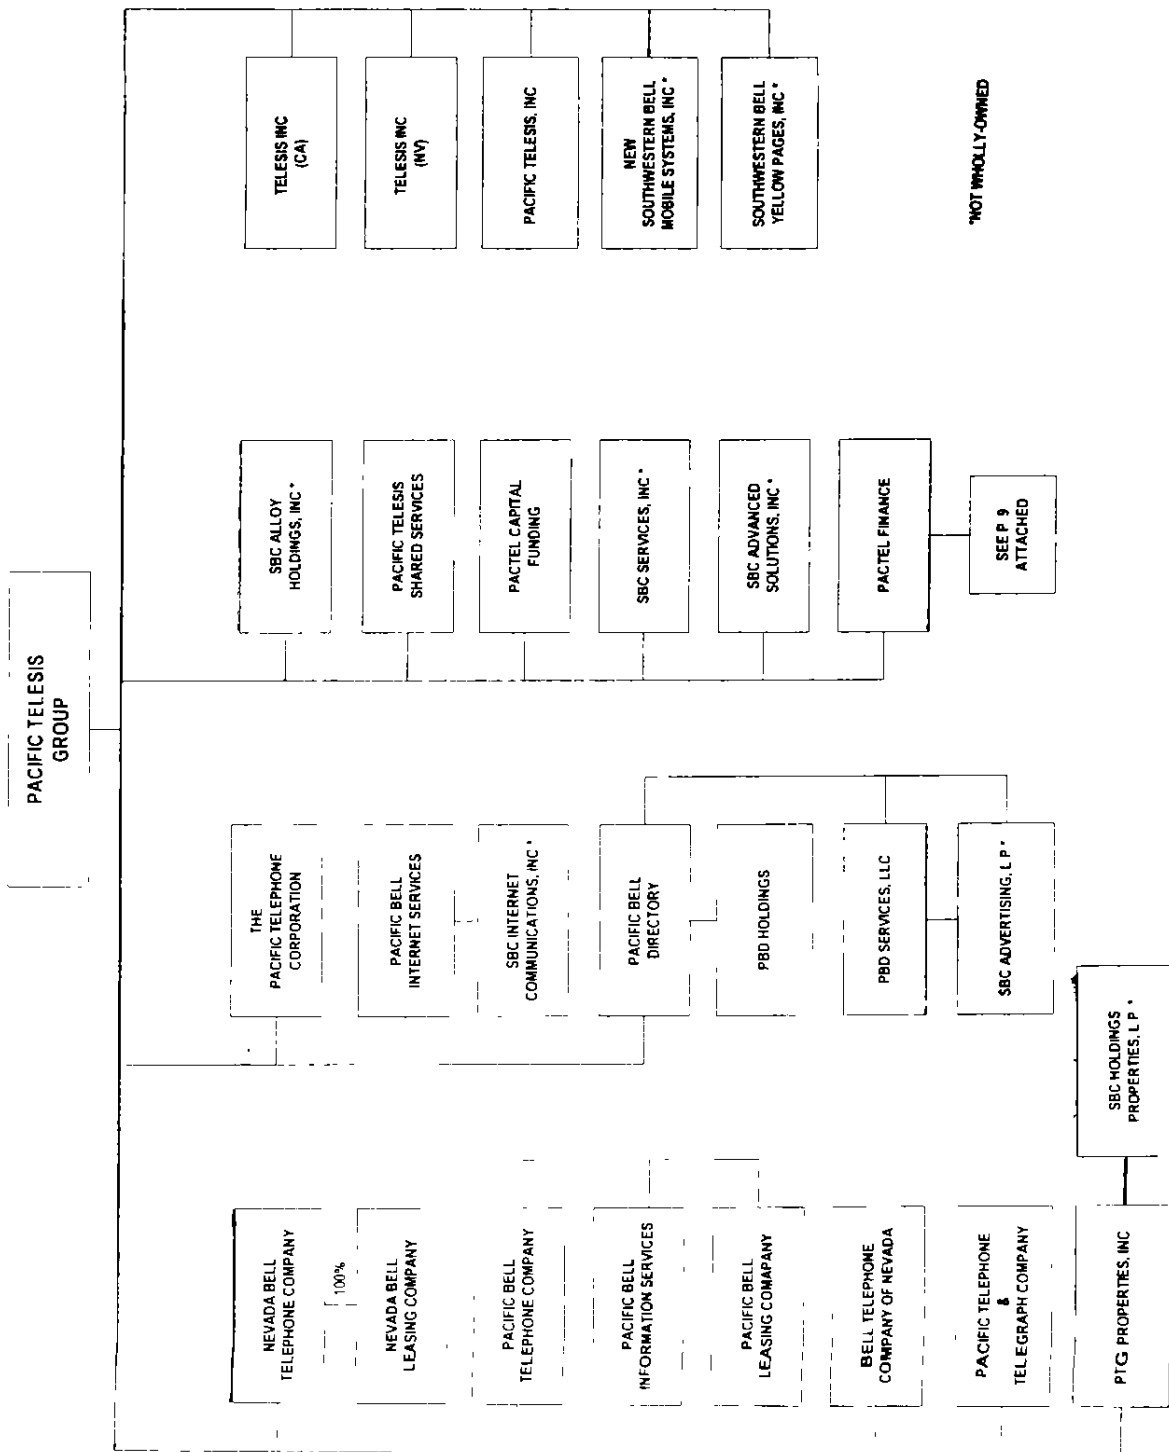 PACIFIC TELESIS
GROUP
NEVADA BELL
TELEPHONE COMPANY
100%
NEVADA BELL
LEASING COMPANY
PACIFIC BELL
TELEPHONE COMPANY
PACIFIC BELL
INFORMATION SERVICES
PACIFIC BELL
LEASING COMAPANY
BELL TELEPHONE
COMPANY OF NEVADA
PACIFIC TELEPHONE
&
TELEGRAPH COMPANY
PTG PROPERTIES, INC
SBC HOLDINGS
PROPERTIES, L P *
THE
PACIFIC TELEPHONE
CORPORATION
PACIFIC BELL
INTERNET SERVICES
SBC INTERNET
COMMUNICATIONS, INC *
PACIFIC BELL
DIRECTORY
PBD HOLDINGS
PBD SERVICES, LLC
SBC ADVERTISING, L P *
SBC ALLOY
HOLDINGS, INC *
PACIFIC TELESIS
SHARED SERVICES
PACTEL CAPITAL
FUNDING
SBC SERVICES, INC *
SBC ADVANCED
SOLUTIONS, INC *
PACTEL FINANCE
SEE P 9
ATTACHED
TELESIS INC
(CA)
TELESIS INC
(NV)
PACIFIC TELESIS, INC
NEW
SOUTHWESTERN BELL
MOBILE SYSTEMS, INC *
SOUTHWESTERN BELL
YELLOW PAGES, INC *
*NOT WHOLLY-OWNED